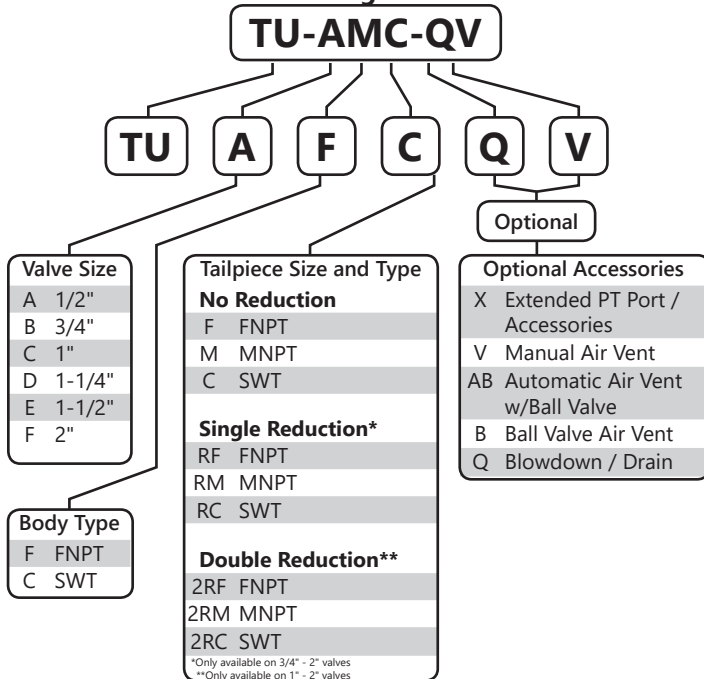 TU-AMC-QV
TU A F C Q V
Optional
Valve Size
A 1/2"
B 3/4"
C 1"
D 1-1/4"
E 1-1/2"
F 2"
Body Type
F FNPT
C SWT
Tailpiece Size and Type
No Reduction
F FNPT
M MNPT
C SWT
Single Reduction*
RF FNPT
RM MNPT
RC SWT
Double Reduction**
2RF FNPT
2RM MNPT
2RC SWT
*Only available on 3/4" - 2" valves
**Only available on 1" - 2" valves
Optional Accessories
X Extended PT Port /
Accessories
V Manual Air Vent
AB Automatic Air Vent
w/Ball Valve
B Ball Valve Air Vent
Q Blowdown / Drain